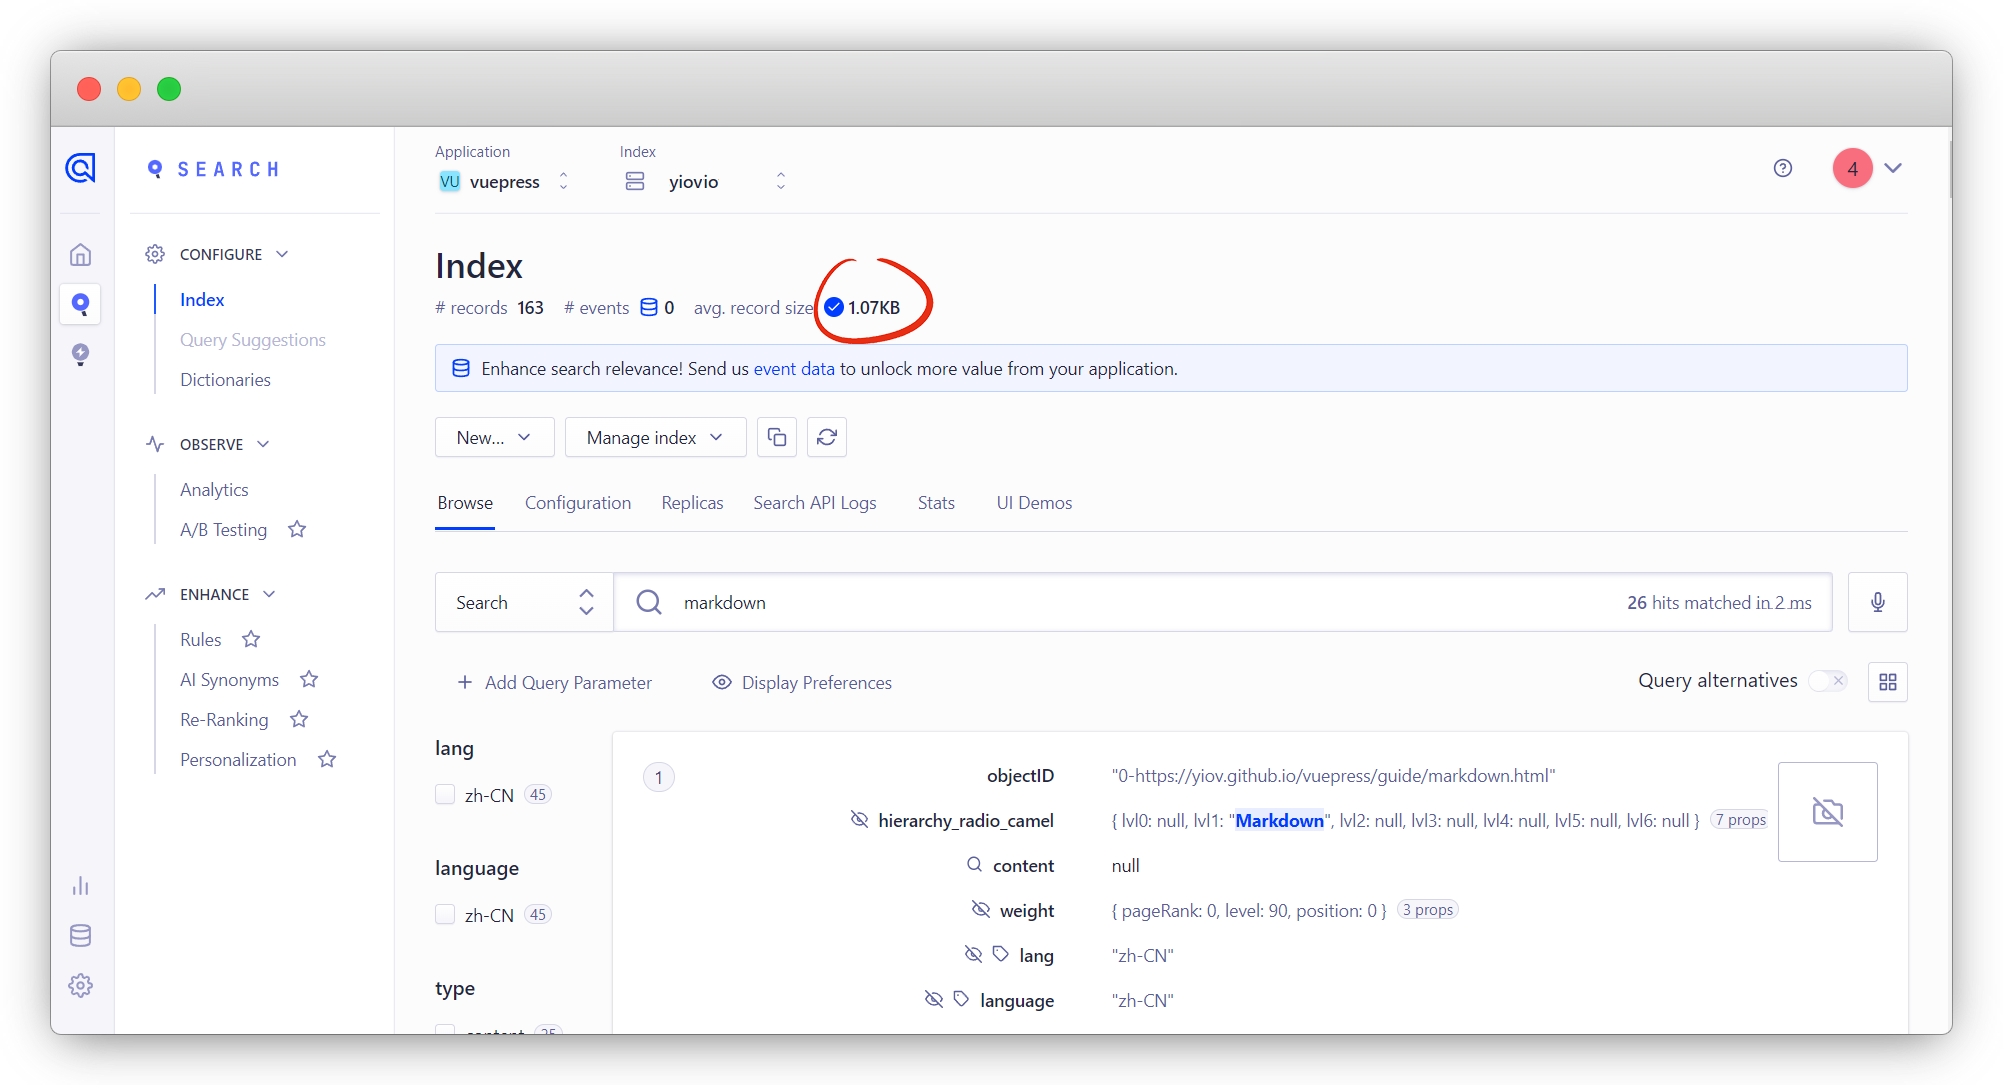 SEARCH
CONFIGURE
Index
Query Suggestions
Dictionaries
OBSERVE
Analytics
A/B Testing
ENHANCE
Rules
AI Synonyms
Re-Ranking
Personalization
Application
VU vuepress
Index
yiovio
4
Index
# records 163 # events 0 avg. record size 1.07KB
Enhance search relevance! Send us event data to unlock more value from your application.
New... Manage index
Browse Configuration Replicas Search API Logs Stats UI Demos
Search markdown 26 hits matched in 2 ms
Add Query Parameter Display Preferences Query alternatives
lang
zh-CN 45
language
zh-CN 45
type
content 25
1
objectID "0-https://yiov.github.io/vuepress/guide/markdown.html"
hierarchy_radio_camel { lvl0: null, lvl1: "Markdown", lvl2: null, lvl3: null, lvl4: null, lvl5: null, lvl6: null } 7 props
content null
weight { pageRank: 0, level: 90, position: 0 } 3 props
lang "zh-CN"
language "zh-CN"